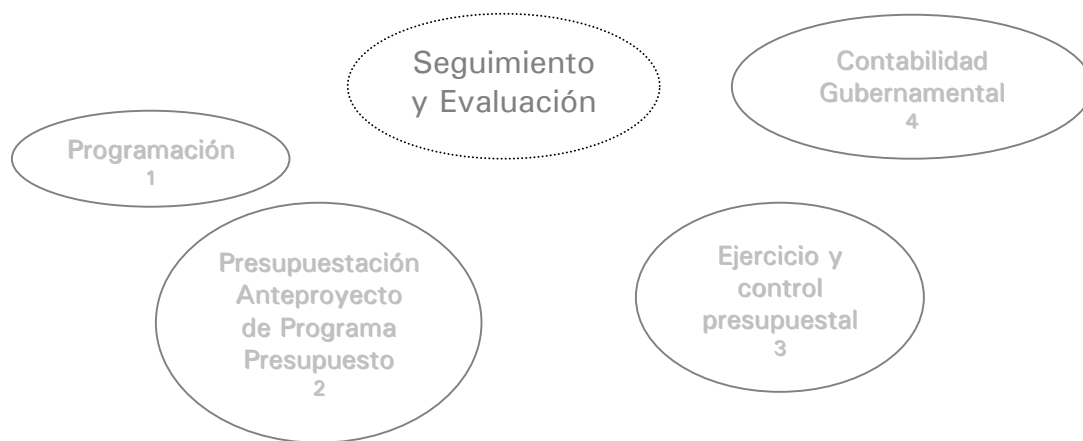 Seguimiento
y Evaluación
Contabilidad
Gubernamental
4
Programación
1
Presupuestación
Anteproyecto
de Programa
Presupuesto
2
Ejercicio y
control
presupuestal
3